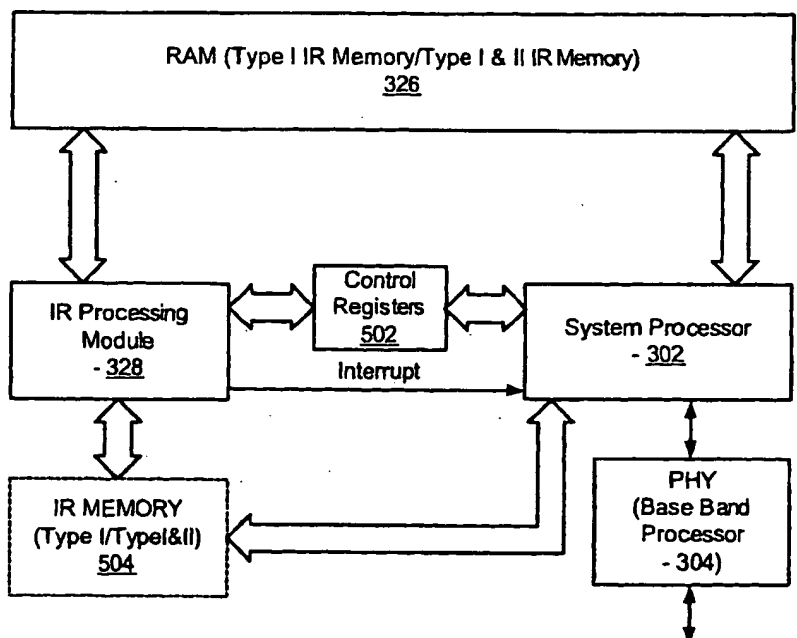 RAM (Type I IR Memory/Type I & II IR Memory)
326
IR Processing
Module
- 328
Control
Registers
502
System Processor
- 302
Interrupt
IR MEMORY
(Type I/TypeI&II)
504
PHY
(Base Band
Processor
- 304)